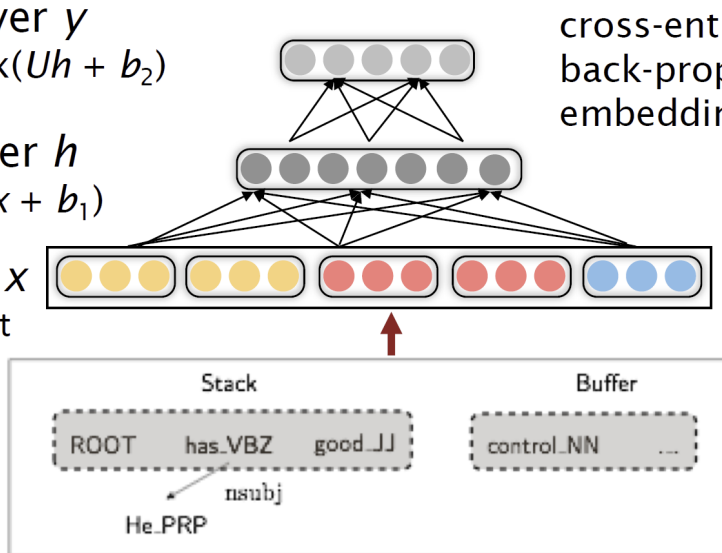 ver y
x(Uh + b2)
cross-ent
back-prop
embeddin
er h
x + b1)
x
t
Stack
Buffer
ROOT has_VBZ good_JJ
control_NN ...
nsubj
He_PRP